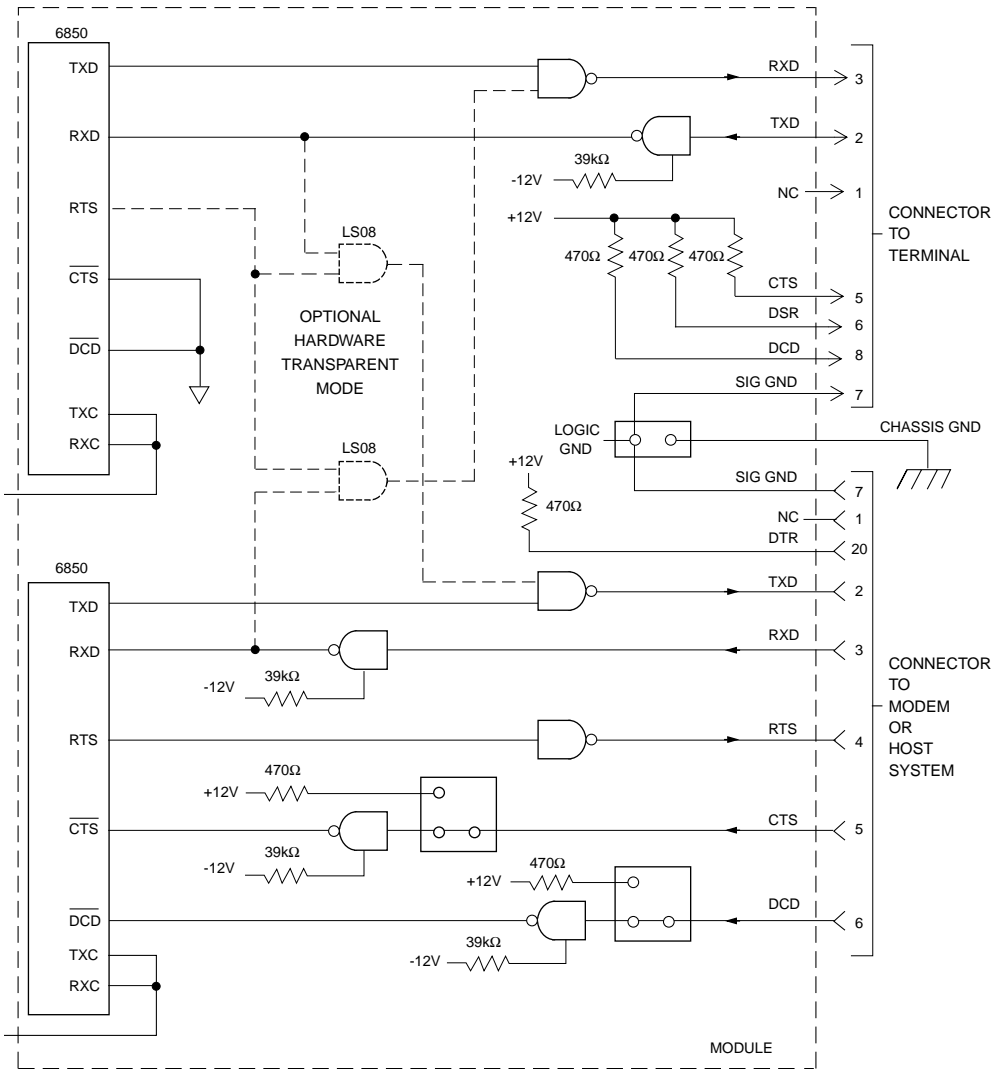 6850
TXD
RXD
3
RXD
TXD
2
39kΩ
-12V
NC
1
RTS
+12V
CONNECTOR
TO
TERMINAL
LS08
470Ω
470Ω
470Ω
CTS
CTS
5
DSR
6
OPTIONAL
HARDWARE
TRANSPARENT
MODE
DCD
DCD
8
SIG GND
7
TXC
RXC
LOGIC
GND
CHASSIS GND
LS08
+12V
SIG GND
7
470Ω
NC
1
DTR
20
6850
TXD
TXD
2
RXD
RXD
3
39kΩ
-12V
CONNECTOR
TO
MODEM
OR
HOST
SYSTEM
RTS
RTS
4
470Ω
+12V
CTS
CTS
5
39kΩ
-12V
470Ω
+12V
DCD
DCD
6
39kΩ
-12V
TXC
RXC
MODULE